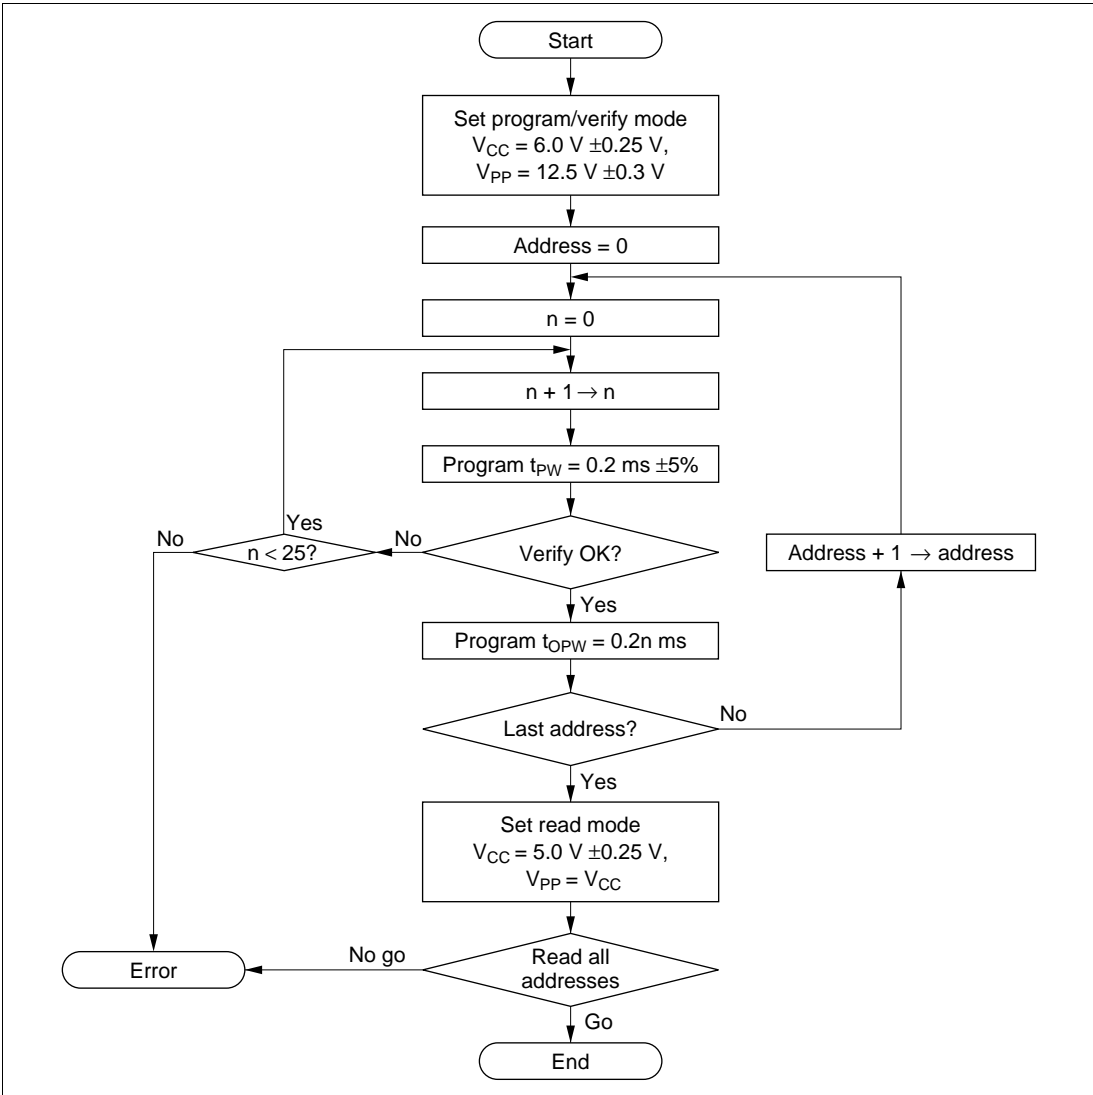 Start
Set program/verify mode
VCC = 6.0 V ±0.25 V,
VPP = 12.5 V ±0.3 V
Address = 0
n = 0
n + 1 → n
Program tPW = 0.2 ms ±5%
No
Yes
n < 25?
No
Verify OK?
Address + 1 → address
Yes
Program tOPW = 0.2n ms
Last address?
No
Yes
Set read mode
VCC = 5.0 V ±0.25 V,
VPP = VCC
Error
No go
Read all
addresses
Go
End